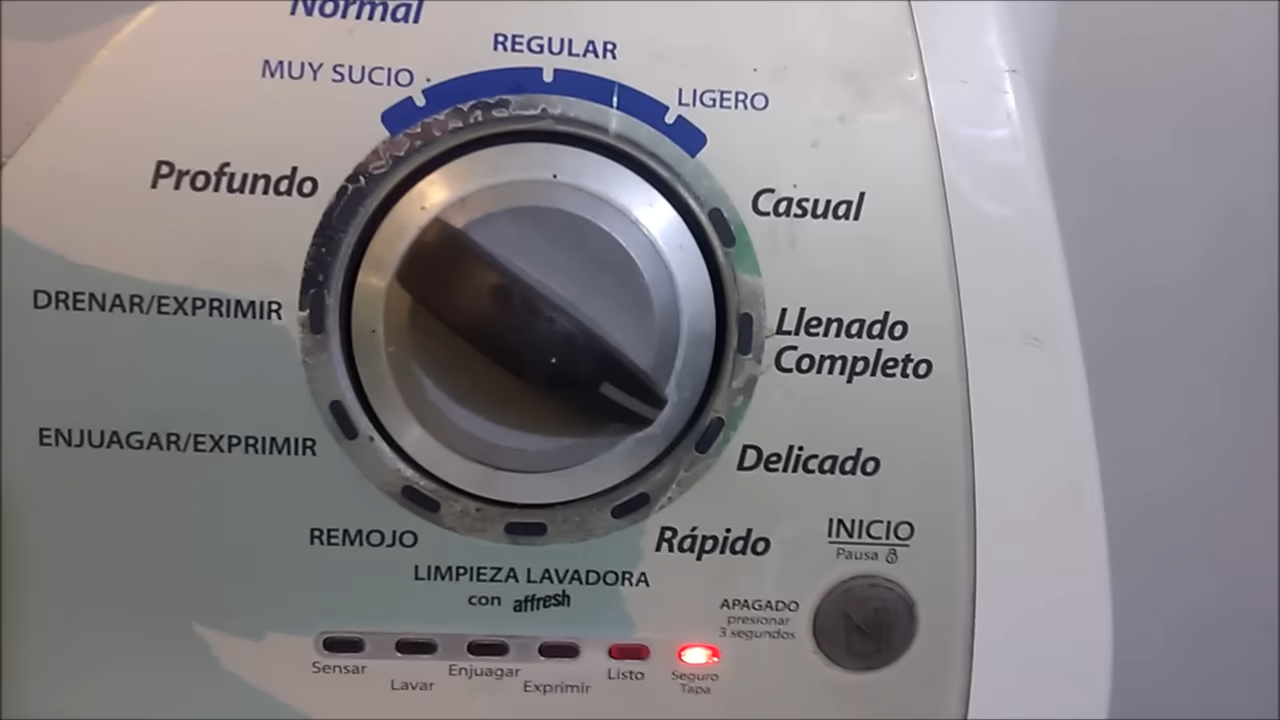 Normal
REGULAR
MUY SUCIO
LIGERO
Profundo
Casual
DRENAR/EXPRIMIR
Llenado
Completo
ENJUAGAR/EXPRIMIR
Delicado
REMOJO
Rápido
INICIO
Pausa
LIMPIEZA LAVADORA
con affresh
APAGADO
presionar
3 segundos
Sensar
Lavar
Enjuagar
Exprimir
Listo
Seguro
Tapa